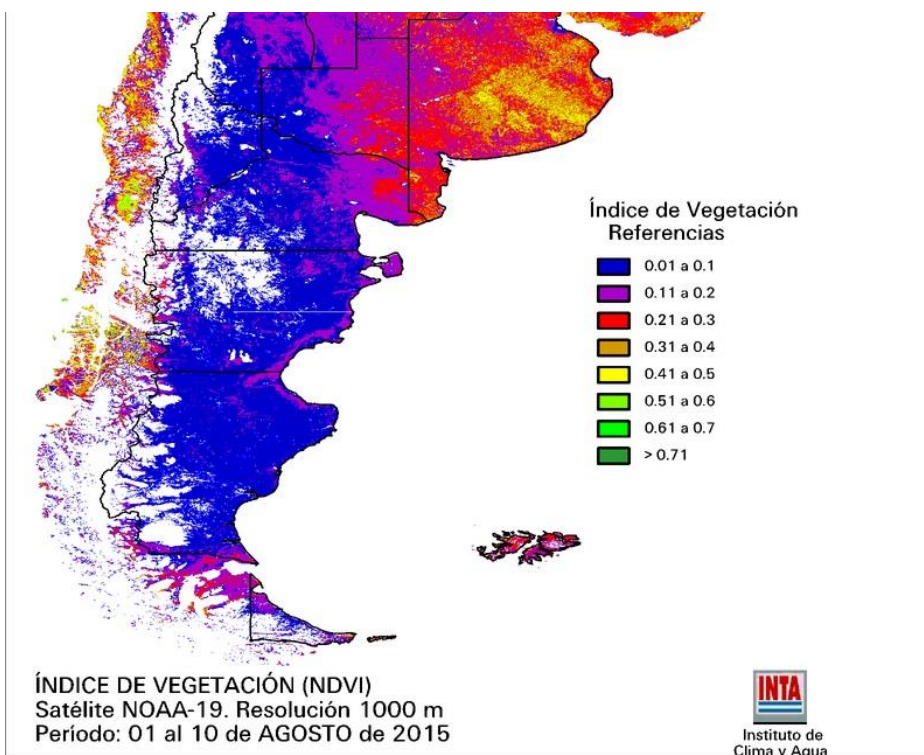 Índice de Vegetación
Referencias
0.01 a 0.1
0.11 a 0.2
0.21 a 0.3
0.31 a 0.4
0.41 a 0.5
0.51 a 0.6
0.61 a 0.7
> 0.71
ÍNDICE DE VEGETACIÓN (NDVI)
Satélite NOAA-19. Resolución 1000 m
Período: 01 al 10 de AGOSTO de 2015
INTA
Instituto de
Clima y Agua